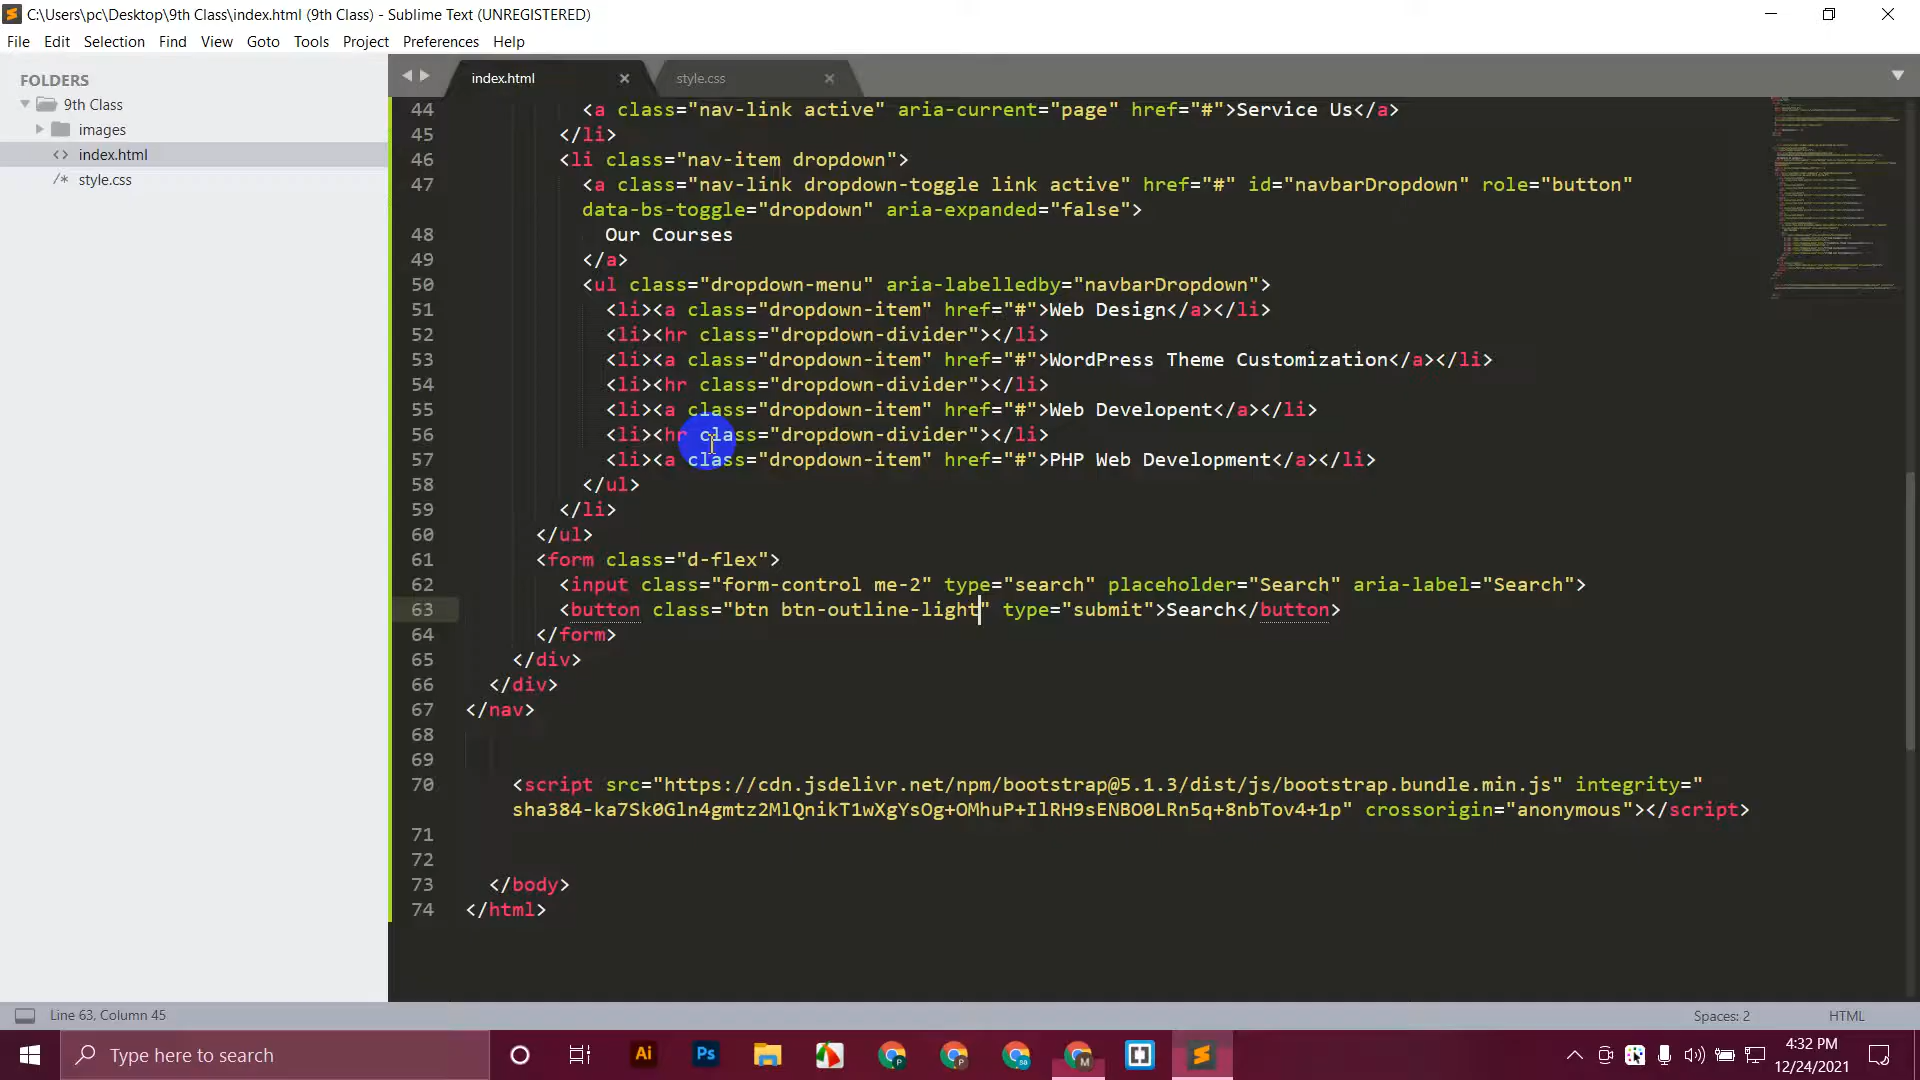 C:\Users\pc\Desktop\9th Class\index.html (9th Class) - Sublime Text (UNREGISTERED)
File Edit Selection Find View Goto Tools Project Preferences Help
FOLDERS
9th Class
images
index.html
style.css
index.html
style.css
44 <a class="nav-link active" aria-current="page" href="#">Service Us</a>
45 </li>
46 <li class="nav-item dropdown">
47 <a class="nav-link dropdown-toggle link active" href="#" id="navbarDropdown" role="button"
data-bs-toggle="dropdown" aria-expanded="false">
48 Our Courses
49 </a>
50 <ul class="dropdown-menu" aria-labelledby="navbarDropdown">
51 <li><a class="dropdown-item" href="#">Web Design</a></li>
52 <li><hr class="dropdown-divider"></li>
53 <li><a class="dropdown-item" href="#">WordPress Theme Customization</a></li>
54 <li><hr class="dropdown-divider"></li>
55 <li><a class="dropdown-item" href="#">Web Developent</a></li>
56 <li><hr class="dropdown-divider"></li>
57 <li><a class="dropdown-item" href="#">PHP Web Development</a></li>
58 </ul>
59 </li>
60 </ul>
61 <form class="d-flex">
62 <input class="form-control me-2" type="search" placeholder="Search" aria-label="Search">
63 <button class="btn btn-outline-light" type="submit">Search</button>
64 </form>
65 </div>
66 </div>
67 </nav>
68
69
70 <script src="https://cdn.jsdelivr.net/npm/bootstrap@5.1.3/dist/js/bootstrap.bundle.min.js" integrity="
sha384-ka7Sk0Gln4gmtz2MlQnikT1wXgYsOg+OMhuP+IlRH9sENBO0LRn5q+8nbTov4+1p" crossorigin="anonymous"></script>
71
72
73 </body>
74 </html>
Line 63, Column 45
Spaces: 2
HTML
Type here to search
4:32 PM
12/24/2021